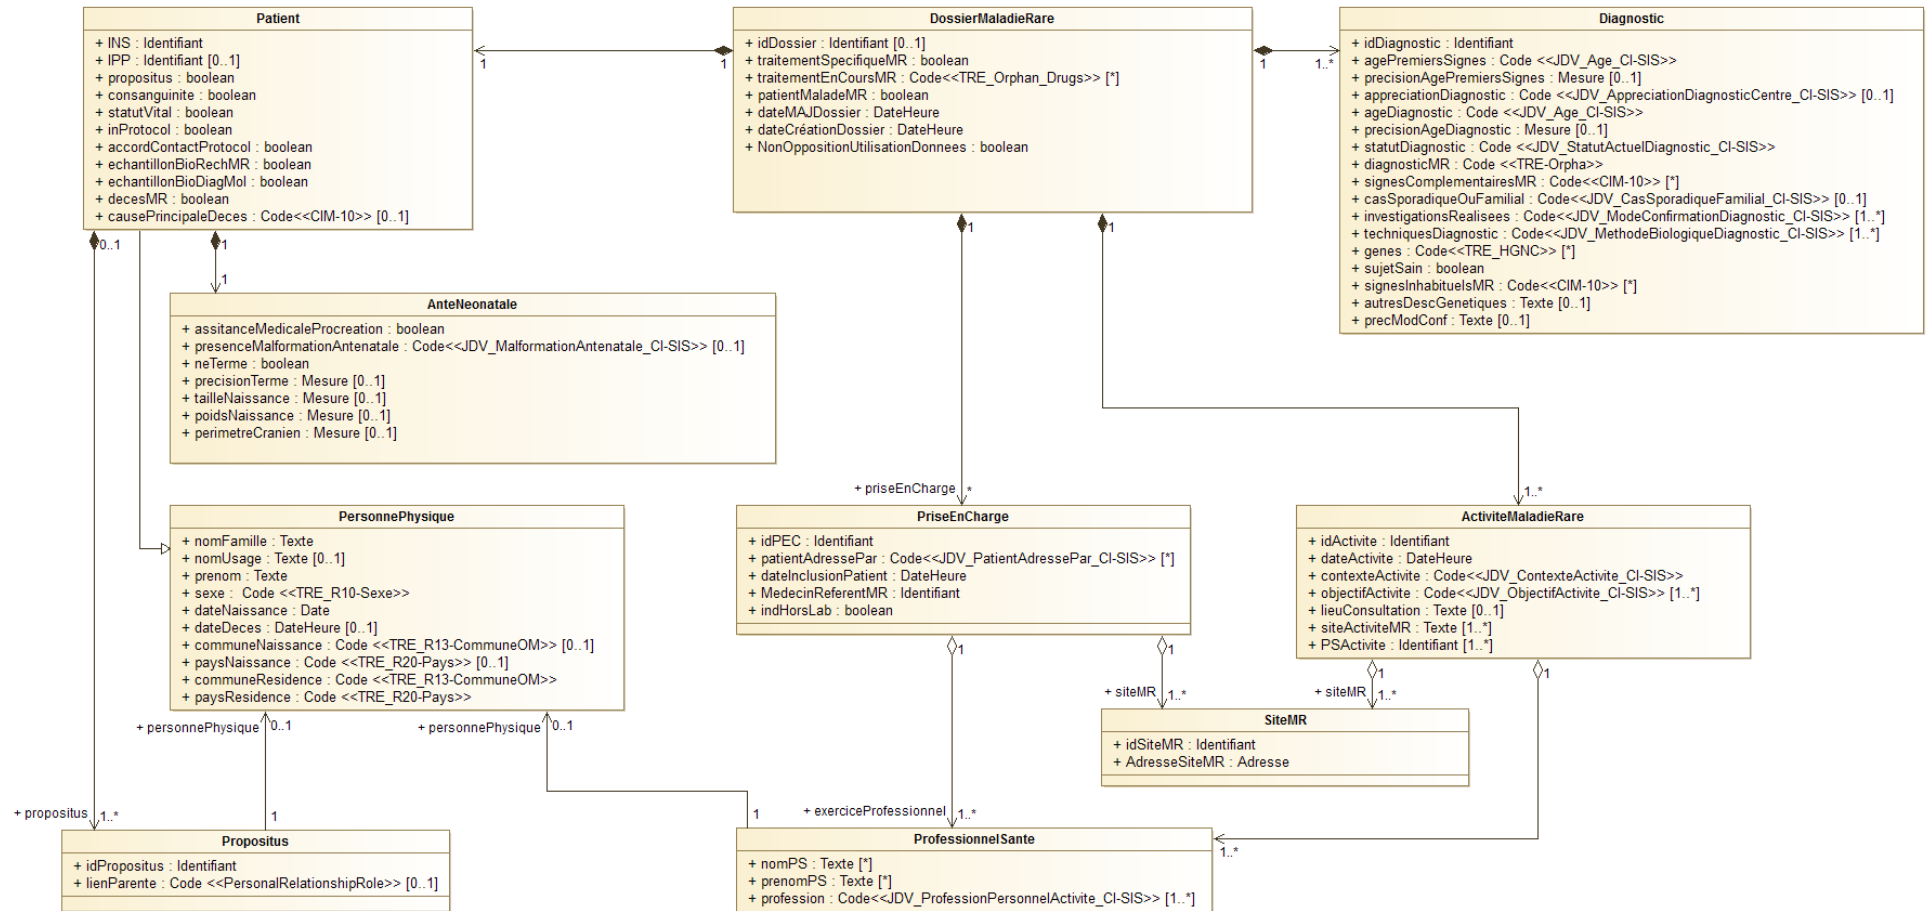 Patient
+ INS : Identifiant
+ IPP : Identifiant [0..1]
+ propositus : boolean
+ consanguinite : boolean
+ statutVital : boolean
+ inProtocol : boolean
+ accordContactProtocol : boolean
+ echantillonBioRechMR : boolean
+ echantillonBioDiagMol : boolean
+ decesMR : boolean
+ causePrincipaleDeces : Code<<CIM-10>> [0..1]
1
1
DossierMaladieRare
+ idDossier : Identifiant [0..1]
+ traitementSpecifiqueMR : boolean
+ traitementEnCoursMR : Code<<TRE_Orphan_Drugs>> [*]
+ patientMaladeMR : boolean
+ dateMAJDossier : DateHeure
+ dateCréationDossier : DateHeure
+ NonOppositionUtilisationDonnees : boolean
1
1..*
Diagnostic
+ idDiagnostic : Identifiant
+ agePremiersSignes : Code <<JDV_Age_CI-SIS>>
+ precisionAgePremiersSignes : Mesure [0..1]
+ appreciationDiagnostic : Code <<JDV_AppreciationDiagnosticCentre_CI-SIS>> [0..1]
+ ageDiagnostic : Code <<JDV_Age_CI-SIS>>
+ precisionAgeDiagnostic : Mesure [0..1]
+ statutDiagnostic : Code <<JDV_StatutActuelDiagnostic_CI-SIS>>
+ diagnosticMR : Code <<TRE-Orpha>>
+ signesComplementairesMR : Code<<CIM-10>> [*]
+ casSporadiqueOuFamilial : Code<<JDV_CasSporadiqueFamilial_CI-SIS>> [0..1]
+ investigationsRealisees : Code<<JDV_ModeConfirmationDiagnostic_CI-SIS>> [1..*]
+ techniquesDiagnostic : Code<<JDV_MethodeBiologiqueDiagnostic_CI-SIS>> [1..*]
+ genes : Code<<TRE_HGNC>> [*]
+ sujetSain : boolean
+ signesInhabituelsMR : Code<<CIM-10>> [*]
+ autresDescGenetiques : Texte [0..1]
+ precModConf : Texte [0..1]
0..1
1
1
1
1
AnteNeonatale
+ assitanceMedicaleProcreation : boolean
+ presenceMalformationAntenatale : Code<<JDV_MalformationAntenatale_CI-SIS>> [0..1]
+ neTerme : boolean
+ precisionTerme : Mesure [0..1]
+ tailleNaissance : Mesure [0..1]
+ poidsNaissance : Mesure [0..1]
+ perimetreCranien : Mesure [0..1]
+ priseEnCharge
*
1..*
PersonnePhysique
+ nomFamille : Texte
+ nomUsage : Texte [0..1]
+ prenom : Texte
+ sexe : Code <<TRE_R10-Sexe>>
+ dateNaissance : Date
+ dateDeces : DateHeure [0..1]
+ communeNaissance : Code <<TRE_R13-CommuneOM>> [0..1]
+ paysNaissance : Code <<TRE_R20-Pays>> [0..1]
+ communeResidence : Code <<TRE_R13-CommuneOM>>
+ paysResidence : Code <<TRE_R20-Pays>>
PriseEnCharge
+ idPEC : Identifiant
+ patientAdressePar : Code<<JDV_PatientAdressePar_CI-SIS>> [*]
+ dateInclusionPatient : DateHeure
+ MedecinReferentMR : Identifiant
+ indHorsLab : boolean
ActiviteMaladieRare
+ idActivite : Identifiant
+ dateActivite : DateHeure
+ contexteActivite : Code<<JDV_ContexteActivite_CI-SIS>>
+ objectifActivite : Code<<JDV_ObjectifActivite_CI-SIS>> [1..*]
+ lieuConsultation : Texte [0..1]
+ siteActiviteMR : Texte [1..*]
+ PSActivite : Identifiant [1..*]
1
1
1
1
+ siteMR
1..*
+ siteMR
1..*
+ personnePhysique
0..1
+ personnePhysique
0..1
SiteMR
+ idSiteMR : Identifiant
+ AdresseSiteMR : Adresse
+ propositus
1..*
1
1
+ exerciceProfessionnel
1..*
1..*
Propositus
+ idPropositus : Identifiant
+ lienParente : Code <<PersonalRelationshipRole>> [0..1]
ProfessionnelSante
+ nomPS : Texte [*]
+ prenomPS : Texte [*]
+ profession : Code<<JDV_ProfessionPersonnelActivite_CI-SIS>> [1..*]